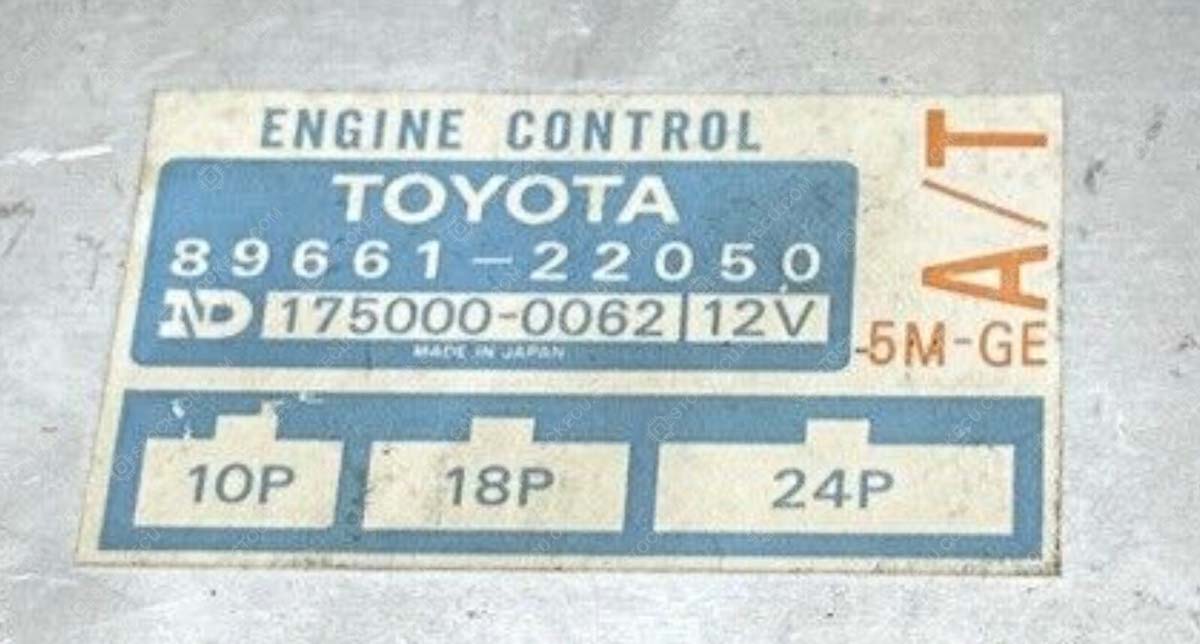 ENGINE CONTROL
TOYOTA
89661-22050
ND 175000-0062 12V
MADE IN JAPAN
A/T
-5M-GE
10P 18P 24P